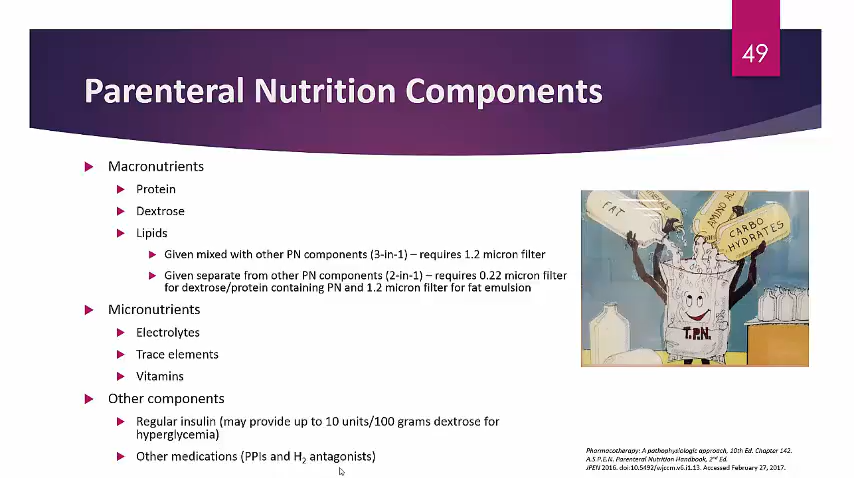 49
Parenteral Nutrition Components
Macronutrients
Protein
Dextrose
Lipids
Given mixed with other PN components (3-in-1) – requires 1.2 micron filter
Given separate from other PN components (2-in-1) – requires 0.22 micron filter
for dextrose/protein containing PN and 1.2 micron filter for fat emulsion
Micronutrients
Electrolytes
Trace elements
Vitamins
Other components
Regular insulin (may provide up to 10 units/100 grams dextrose for
hyperglycemia)
Other medications (PPIs and H2 antagonists)
FAT
AMINO AC
CARBO
HYDRATES
T.P.N.
Pharmacotherapy: A pathophysiologic approach, 10th Ed. Chapter 142.
A.S.P.E.N. Parenteral Nutrition Handbook, 2nd Ed.
JPEN 2016. doi:10.5492/wjccm.v6.i1.13. Accessed February 27, 2017.